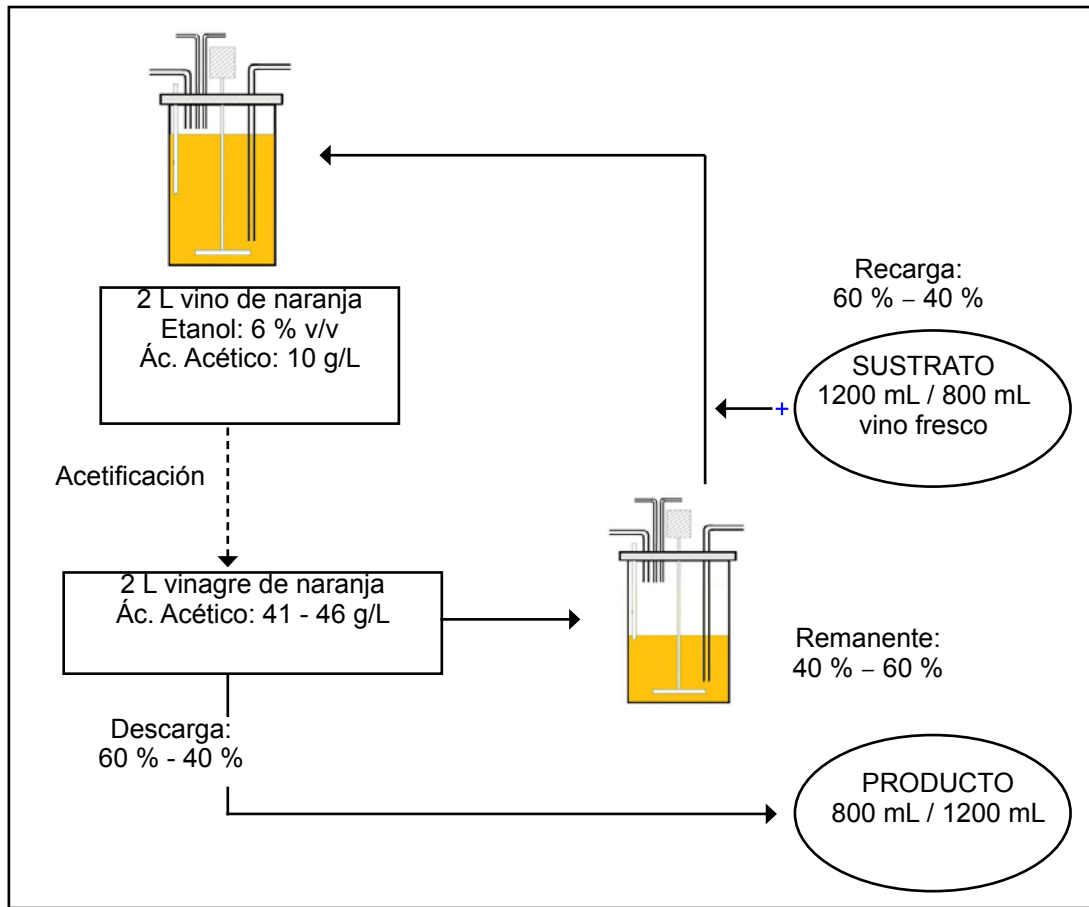 2 L vino de naranja
Etanol: 6 % v/v
Ác. Acético: 10 g/L
Recarga:
60 % – 40 %
SUSTRATO
1200 mL / 800 mL
vino fresco
+
Acetificación
2 L vinagre de naranja
Ác. Acético: 41 - 46 g/L
Remanente:
40 % – 60 %
Descarga:
60 % - 40 %
PRODUCTO
800 mL / 1200 mL